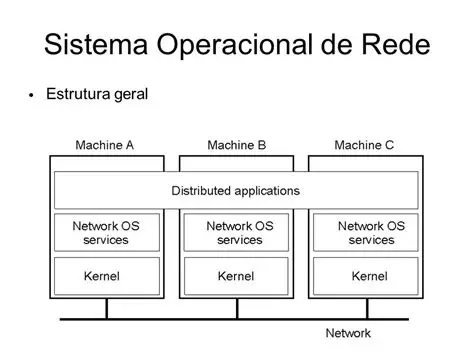 Sistema Operacional de Rede
• Estrutura geral
Machine A Machine B Machine C
Distributed applications
Network OS services Network OS services Network OS services
Kernel Kernel Kernel
Network